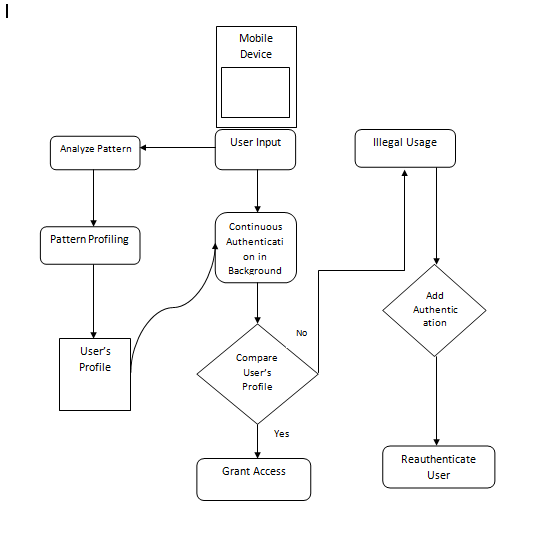 Mobile
Device
User Input
Illegal Usage
Analyze Pattern
Pattern Profiling
Continuous
Authenticati
on in
Background
Add
Authentic
ation
No
User's
Profile
Compare
User's
Profile
Yes
Grant Access
Reauthenticate
User